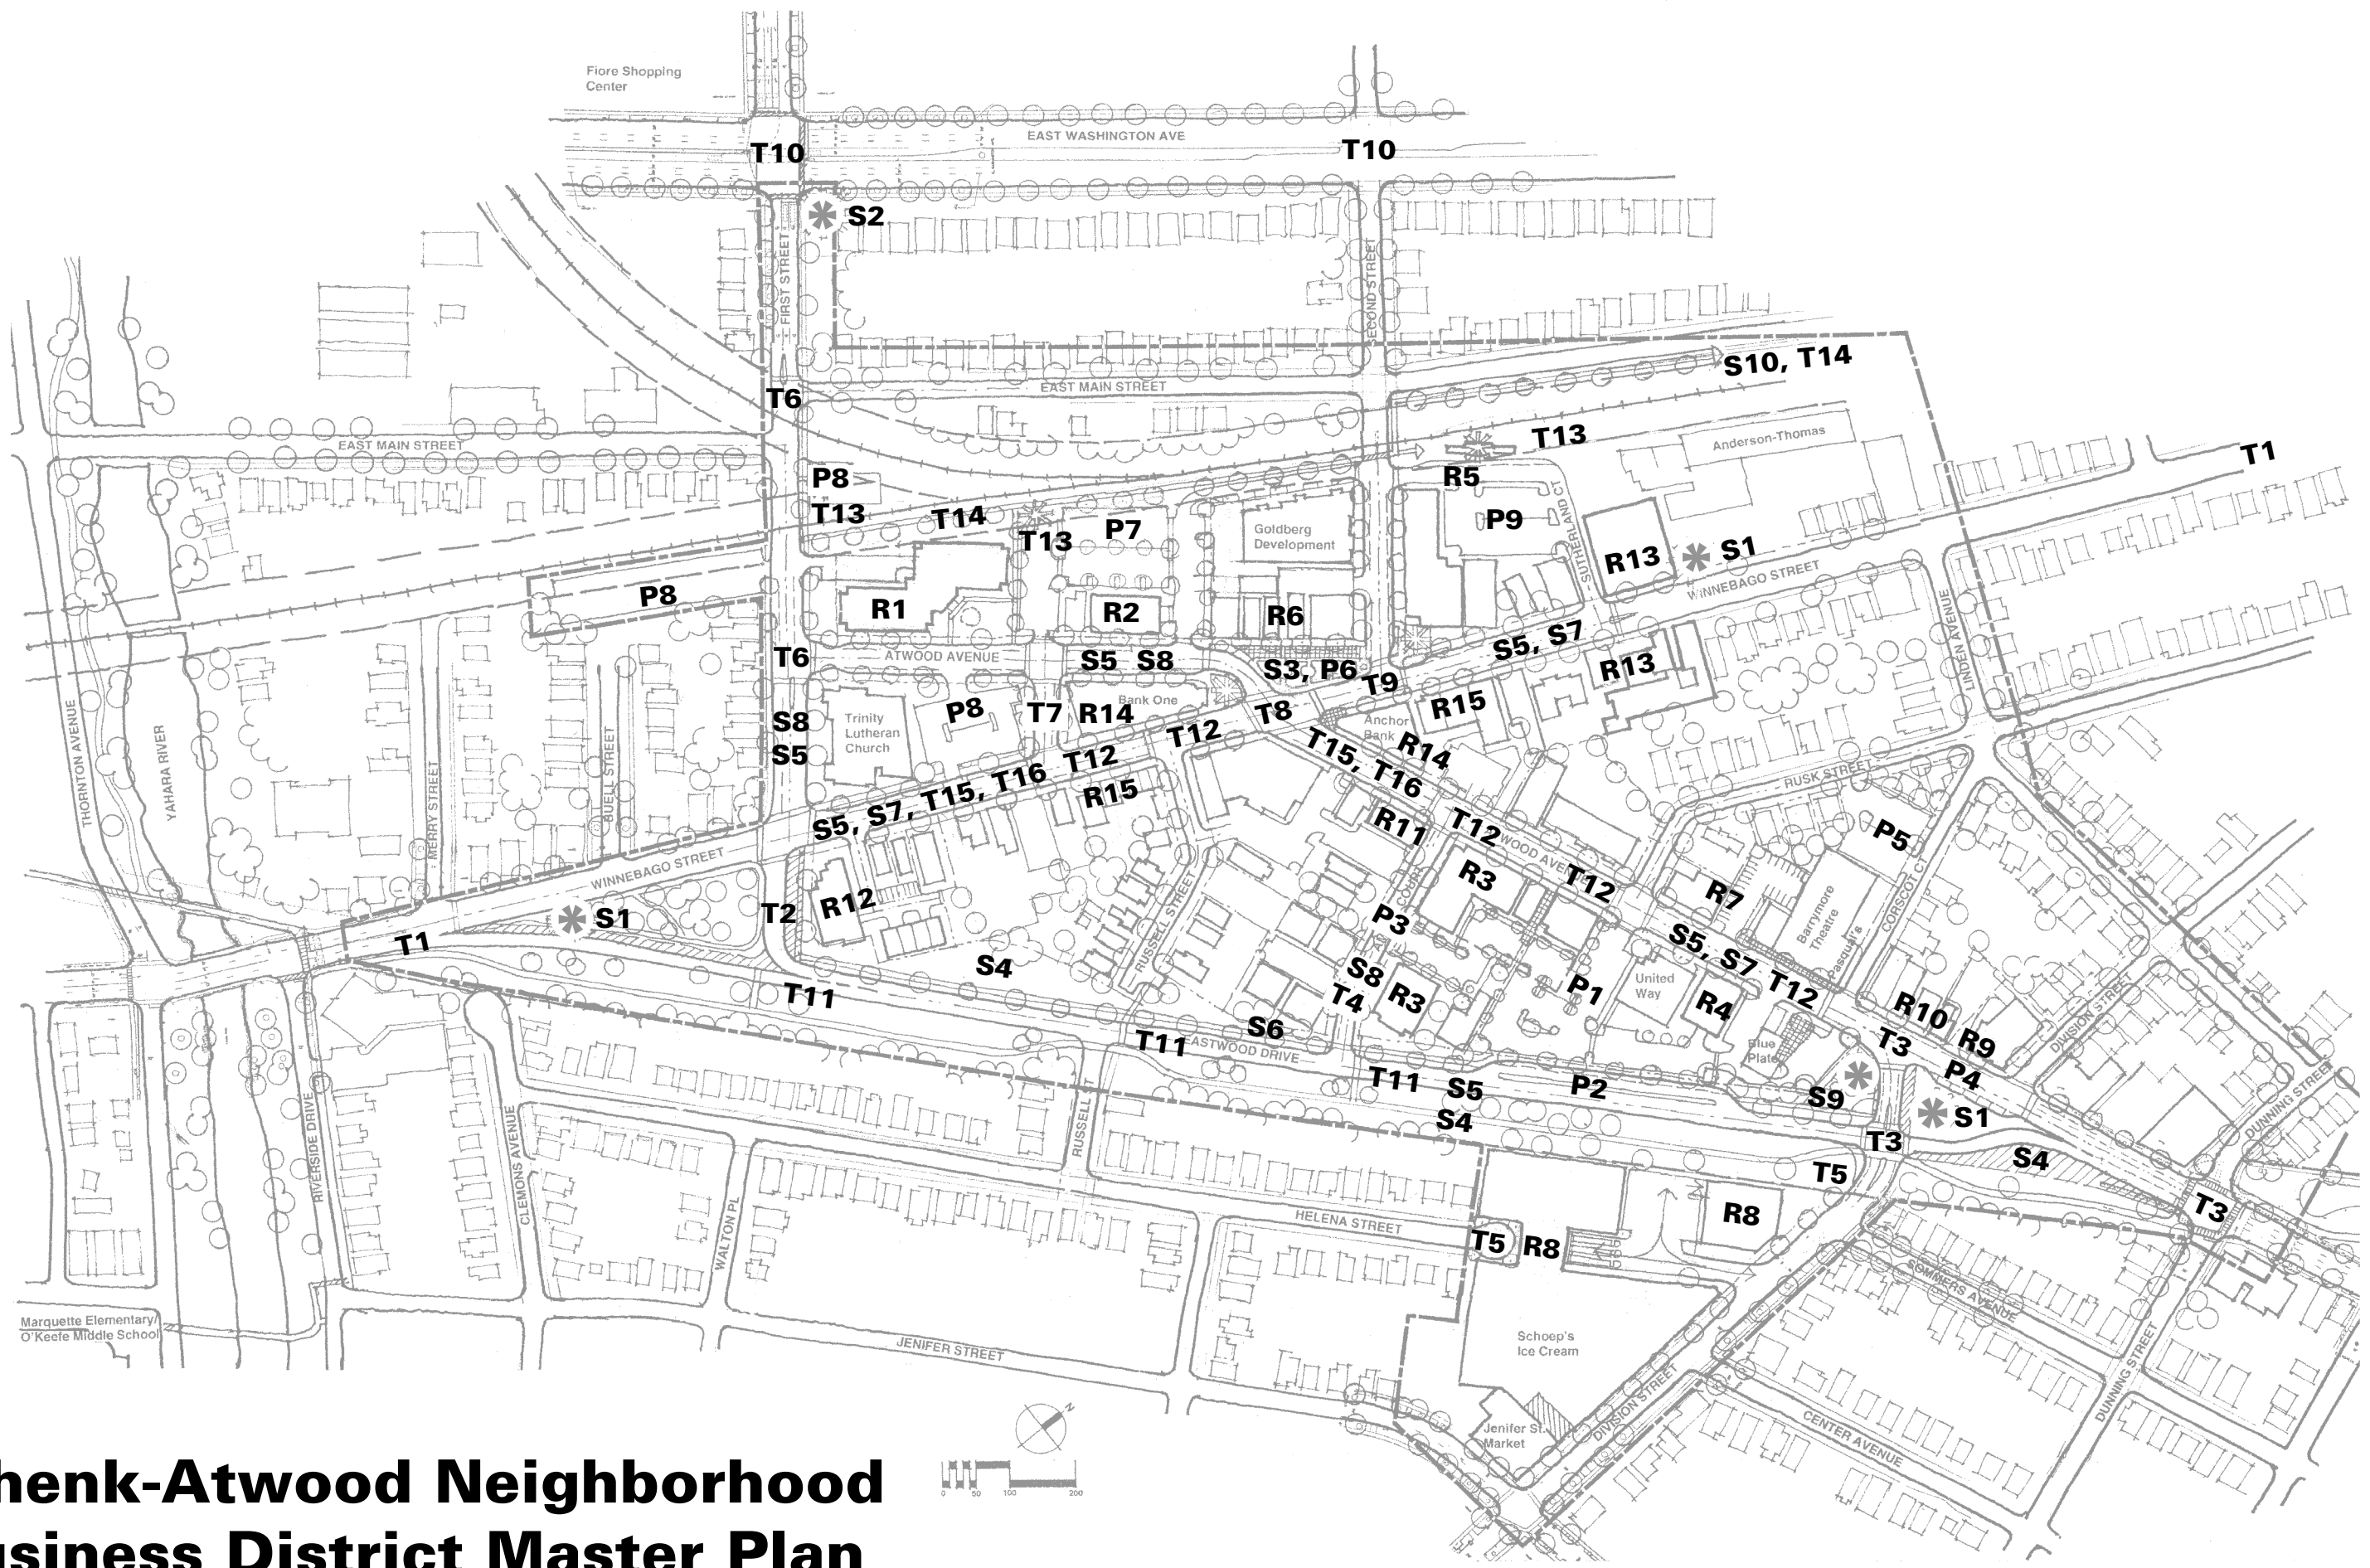 Fiore Shopping
Center
EAST WASHINGTON AVE
T10
T10
S2
FIRST STREET
SECOND STREET
S10, T14
EAST MAIN STREET
T6
T13
Anderson-Thomas
EAST MAIN STREET
T1
P8
R5
T13
T14
P7
Goldberg
Development
P9
SUTHERLAND CT
T13
R13
S1
WINNEBAGO STREET
P8
R1
R2
R6
LINDEN AVENUE
T6
ATWOOD AVENUE
S5 S8
S3, P6
S5, S7
R13
T9
THORNTON AVENUE
YAHARA RIVER
MERRY STREET
BUELL STREET
S8
S5
Trinity
Lutheran
Church
P8
T7
R14
Bank One
T12
T8
Anchor
Bank
R15
R14
T15, T16
RUSK STREET
S5, S7, T15, T16
T12
R15
R11
T12
WOOD AVE
T12
P5
WINNEBAGO STREET
R12
T2
RUSSELL STREET
COURT
R3
R7
Barrymore
Theatre
Pasqual's
CORSCOT CT
S1
T1
S4
P3
S8
T4
R3
P1
United
Way
S5, S7
T12
R4
R10
R9
DIVISION STREET
T11
S6
T11
EASTWOOD DRIVE
Blue
Plate
T3
P4
T11
S5
P2
S4
S9
S1
DUNNING STREET
RIVERSIDE DRIVE
CLEMONS AVENUE
RUSSELL
T3
S4
T5
WALTON PL
HELENA STREET
T5
R8
R8
T3
SOMMERS AVENUE
Marquette Elementary/
O'Keefe Middle School
JENIFER STREET
Schoep's
Ice Cream
Jenifer St.
Market
DIVISION STREET
CENTER AVENUE
DUNNING STREET
N
0 50 100 200
henk-Atwood Neighborhood
usiness District Master Plan